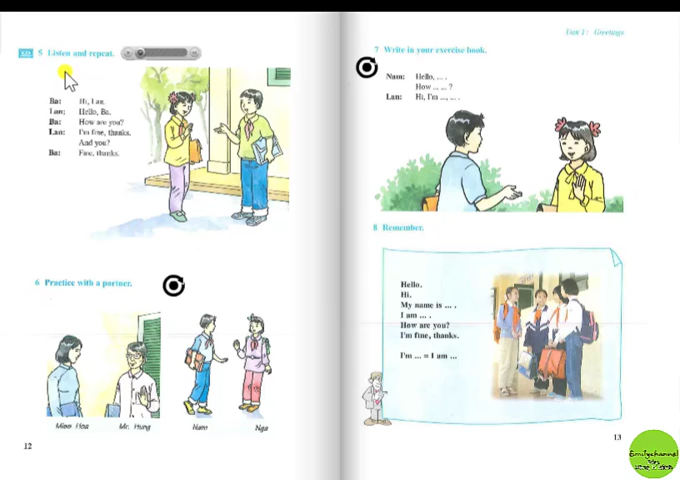 5 Listen and repeat.
Ba: Hi, Lan.
Lan: Hello, Ba.
Ba: How are you?
Lan: I'm fine, thanks.
And you?
Ba: Fine, thanks.
6 Practice with a partner.
Miss Hoa
Mr. Hung
Nam
Nga
12
Unit 1: Greetings
7 Write in your exercise book.
Nam: Hello, ... .
How ... ... ?
Lan: Hi, I'm ..., ... .
8 Remember.
Hello.
Hi.
My name is ... .
I am ... .
How are you?
I'm fine, thanks.
I'm ... = I am ...
13
Emilychannel